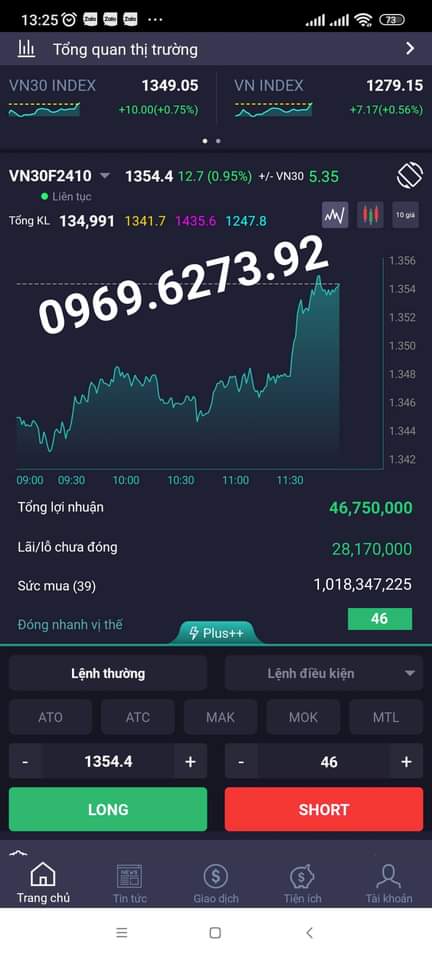 13:25 Zalo Zalo Zalo ... 73
Tổng quan thị trường
VN30 INDEX 1349.05 VN INDEX 1279.15
+10.00(+0.75%) +7.17(+0.56%)
VN30F2410 1354.4 12.7 (0.95%) +/- VN30 5.35
Liên tục
Tổng KL 134,991 1341.7 1435.6 1247.8 10 giá
0969.6273.92
1.356
1.354
1.352
1.350
1.348
1.346
1.344
1.342
09:00 09:30 10:00 10:30 11:00 11:30
Tổng lợi nhuận 46,750,000
Lãi/lỗ chưa đóng 28,170,000
Sức mua (39) 1,018,347,225
Đóng nhanh vị thế 46
Plus++
Lệnh thường Lệnh điều kiện
ATO ATC MAK MOK MTL
- 1354.4 + - 46 +
LONG SHORT
NEWS
Trang chủ Tin tức Giao dịch Tiện ích Tài khoản